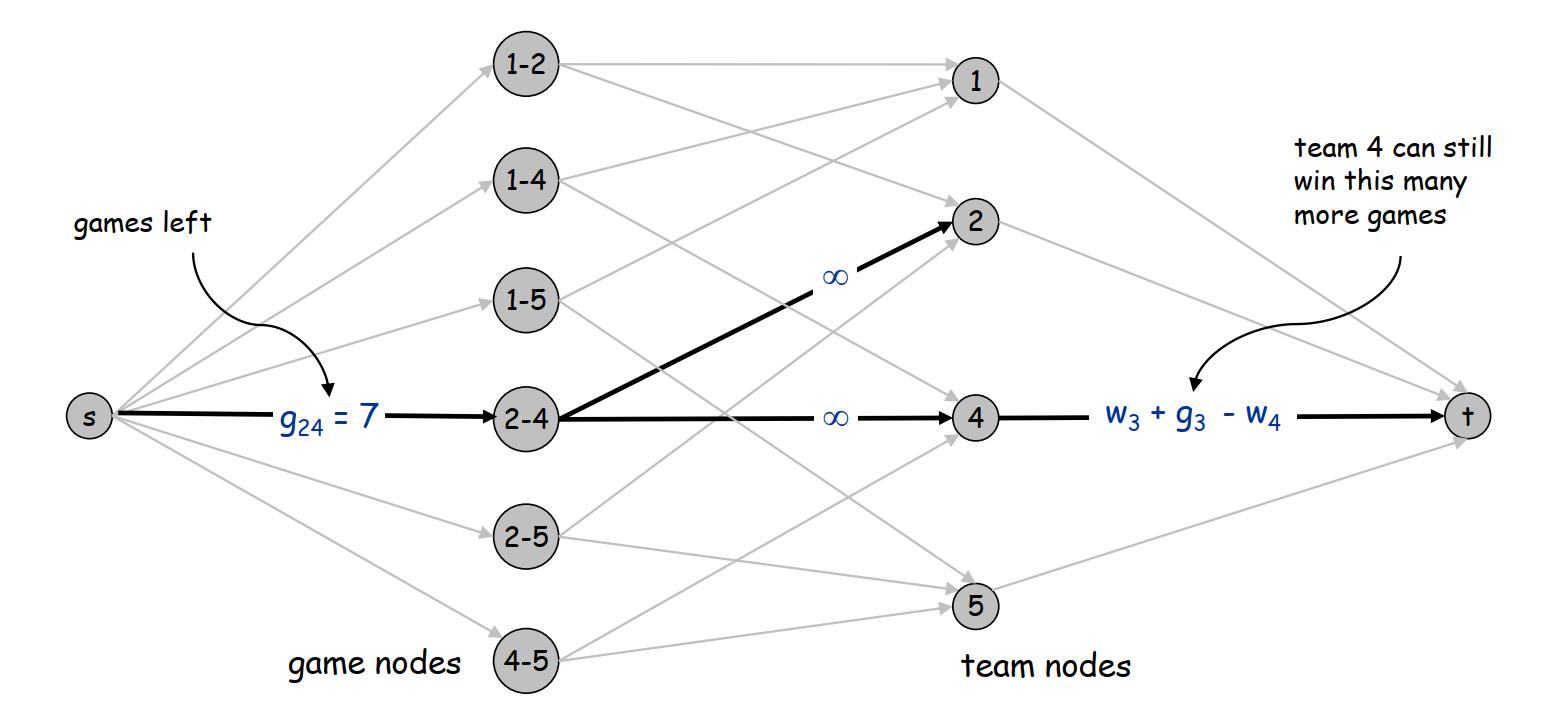 1-2
1
team 4 can still
win this many
more games
1-4
games left
2
∞
1-5
s
g24 = 7
2-4
∞
4
w3 + g3 - w4
t
2-5
5
4-5
game nodes
team nodes